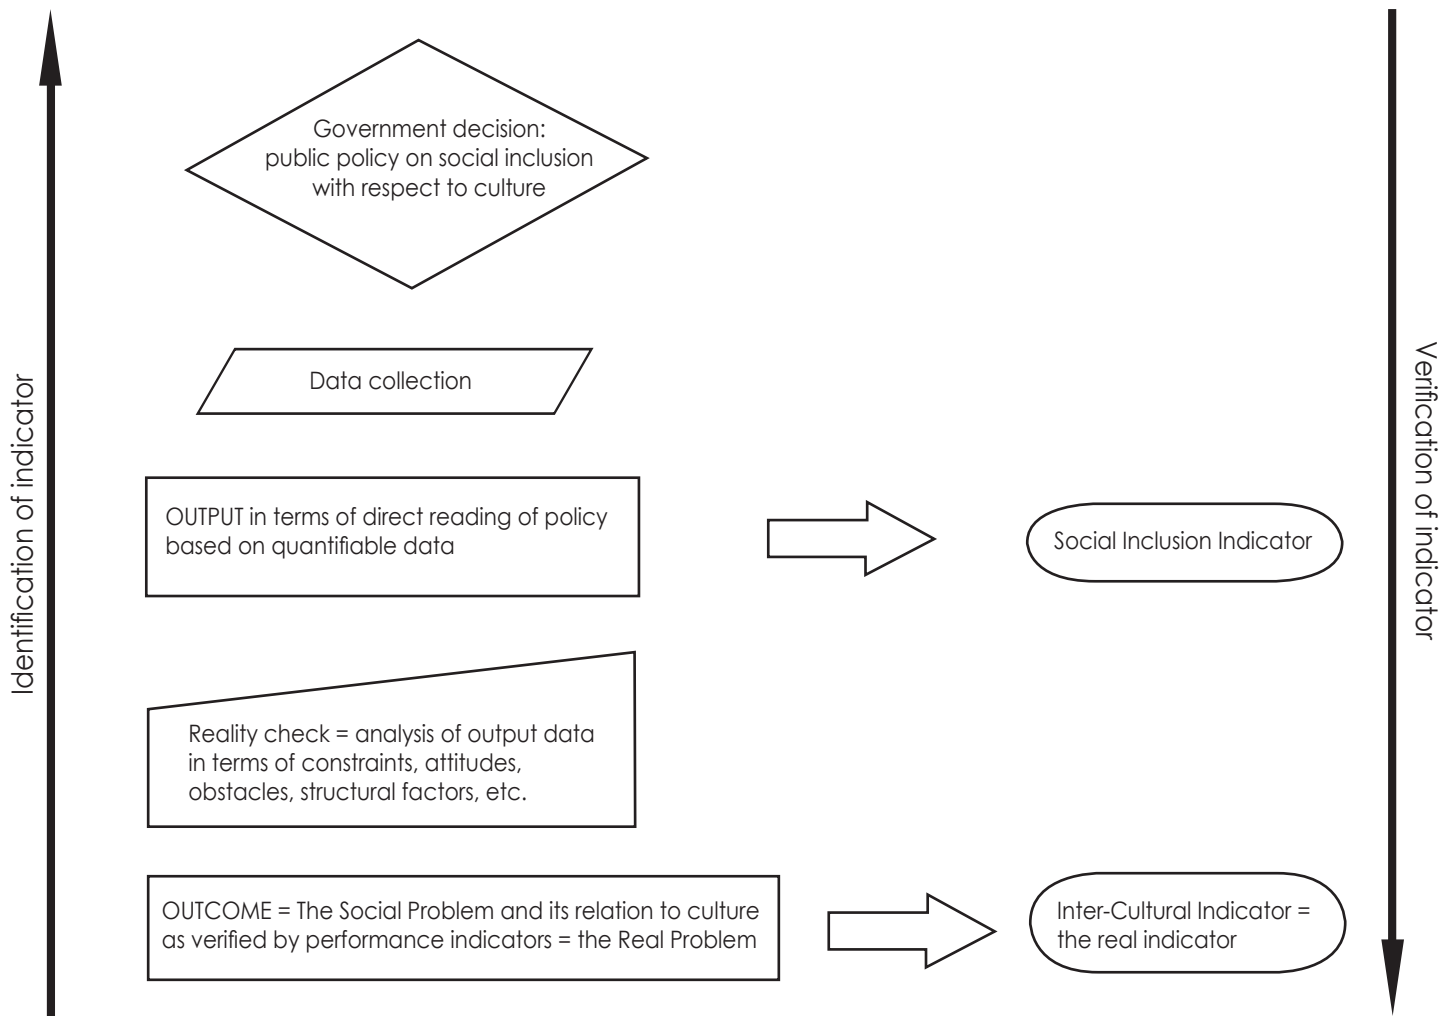 Government decision:
public policy on social inclusion
with respect to culture
Data collection
Identification of indicator
Verification of indicator
OUTPUT in terms of direct reading of policy
based on quantifiable data
Social Inclusion Indicator
Reality check = analysis of output data
in terms of constraints, attitudes,
obstacles, structural factors, etc.
OUTCOME = The Social Problem and its relation to culture
as verified by performance indicators = the Real Problem
Inter-Cultural Indicator =
the real indicator